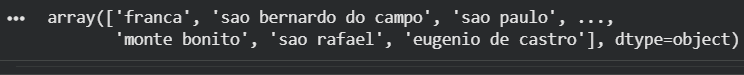 array(['franca', 'sao bernardo do campo', 'sao paulo', ...,
'monte bonito', 'sao rafael', 'eugenio de castro'], dtype=object)